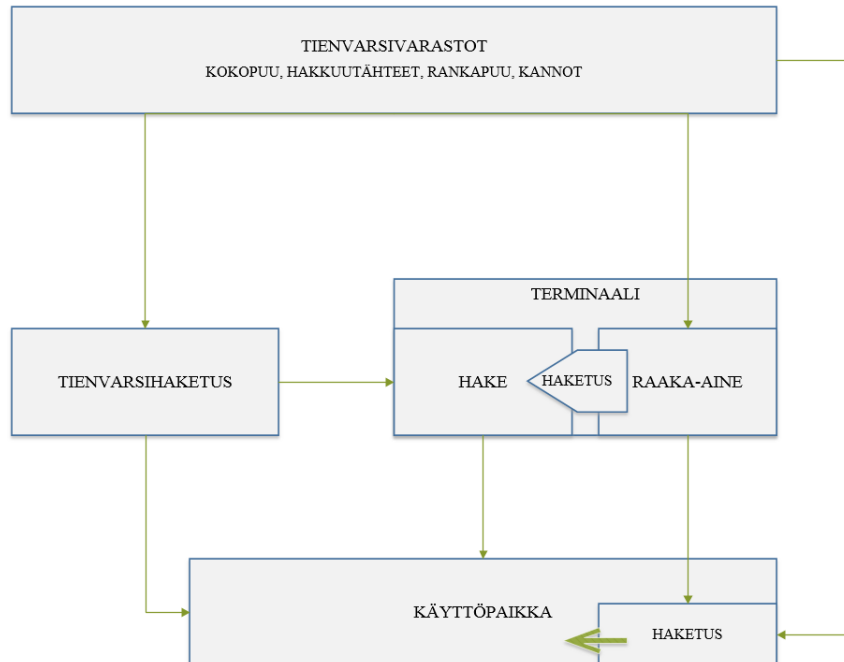 TIENVARSIVARASTOT
KOKOPUU, HAKKUUTÄHTEET, RANKAPUU, KANNOT
TERMINAALI
TIENVARSIHAKETUS
HAKE
HAKETUS
RAAKA-AINE
KÄYTTÖPAIKKA
HAKETUS